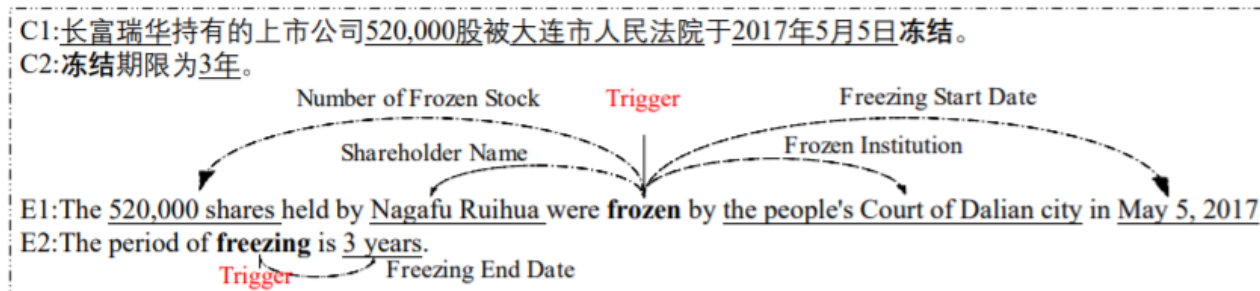 C1:长富瑞华持有的上市公司520,000股被大连市人民法院于2017年5月5日冻结。
C2:冻结期限为3年。
Number of Frozen Stock Trigger Freezing Start Date
Shareholder Name Frozen Institution
E1:The 520,000 shares held by Nagafu Ruihua were frozen by the people's Court of Dalian city in May 5, 2017
E2:The period of freezing is 3 years.
Trigger Freezing End Date